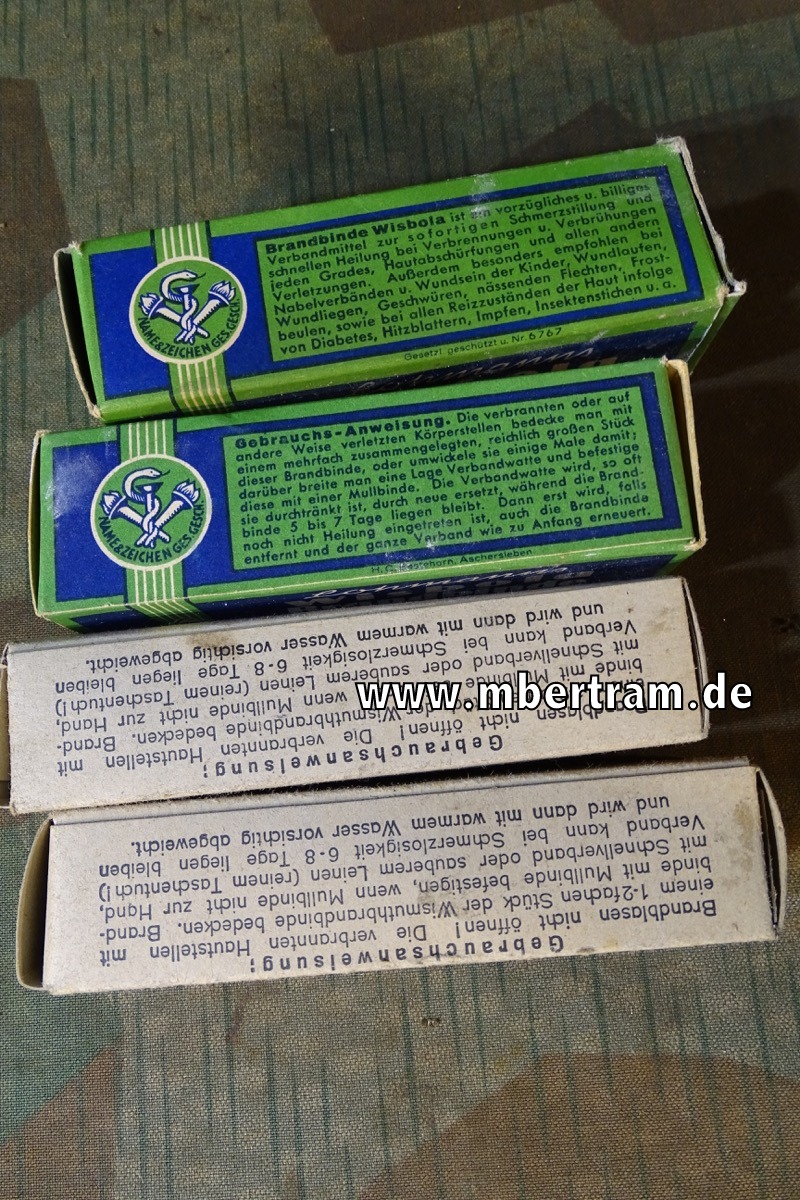 Brandbinde Wisbola ist ein vorzügliches u. billiges
Verbandmittel zur sofortigen Schmerzstillung und
schnellen Heilung bei Verbrennungen u. Verbrühungen
jeden Grades, Hautabschürfungen und allen andern
Verletzungen. Außerdem besonders empfohlen bei
Nabelverbänden u. Wundsein der Kinder, Wundlaufen,
Wundliegen, Geschwüren, nässenden Flechten, Frost-
beulen, sowie bei allen Reizzuständen der Haut infolge
von Diabetes, Hitzblattern, Impfen, Insektenstichen u. a.
NAME & ZEICHEN GES. GESCH.
Gesetzl. geschützt u. Nr 6767
Gebrauchs-Anweisung. Die verbrannten oder auf
andere Weise verletzten Körperstellen bedecke man mit
einem mehrfach zusammengelegten, reichlich großen Stück
dieser Brandbinde, oder umwickele sie einige Male damit;
darüber breite man eine Lage Verbandwatte und befestige
diese mit einer Mullbinde. Die Verbandwatte wird, so oft
sie durchtränkt ist, durch neue ersetzt, während die Brand-
binde 5 bis 7 Tage liegen bleibt. Dann erst wird, falls
noch nicht Heilung eingetreten ist, auch die Brandbinde
entfernt und der ganze Verband wie zu Anfang erneuert.
NAME & ZEICHEN GES. GESCH.
H. C. Bestehorn, Aschersleben
Gebrauchsanweisung:
Brandblasen nicht öffnen! Die verbrannten Hautstellen mit
der Wismuthbrandbinde bedecken. Brand-
binde mit Mullbinde wenn Mullbinde nicht zur Hand,
mit Schnellverband oder sauberem Leinen (reinem Taschentuch!)
Verband kann bei Schmerzlosigkeit 6-8 Tage liegen bleiben
und wird dann mit warmem Wasser vorsichtig abgeweicht.
www.mbertram.de
Gebrauchsanweisung:
Brandblasen nicht öffnen! Die verbrannten Hautstellen mit
einem 1-2fachen Stück der Wismuthbrandbinde bedecken. Brand-
binde mit Mullbinde befestigen, wenn Mullbinde nicht zur Hand,
mit Schnellverband oder sauberem Leinen (reinem Taschentuch!)
Verband kann bei Schmerzlosigkeit 6-8 Tage liegen bleiben
und wird dann mit warmem Wasser vorsichtig abgeweicht.